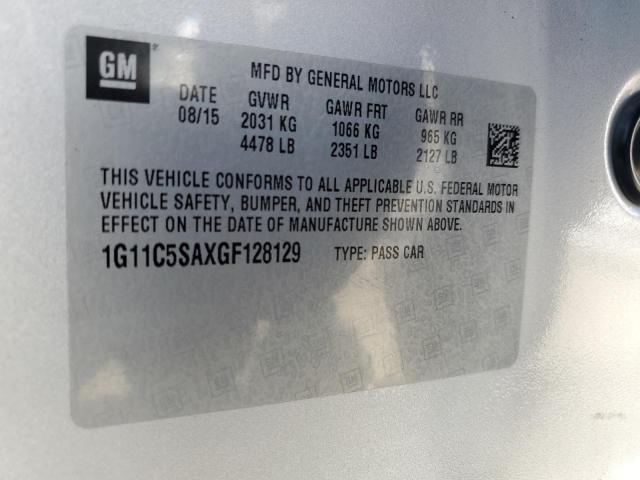 GM
MFD BY GENERAL MOTORS LLC
DATE GVWR GAWR FRT GAWR RR
08/15 2031 KG 1066 KG 965 KG
4478 LB 2351 LB 2127 LB
THIS VEHICLE CONFORMS TO ALL APPLICABLE U.S. FEDERAL MOTOR
VEHICLE SAFETY, BUMPER, AND THEFT PREVENTION STANDARDS IN
EFFECT ON THE DATE OF MANUFACTURE SHOWN ABOVE.
1G11C5SAXGF128129 TYPE: PASS CAR